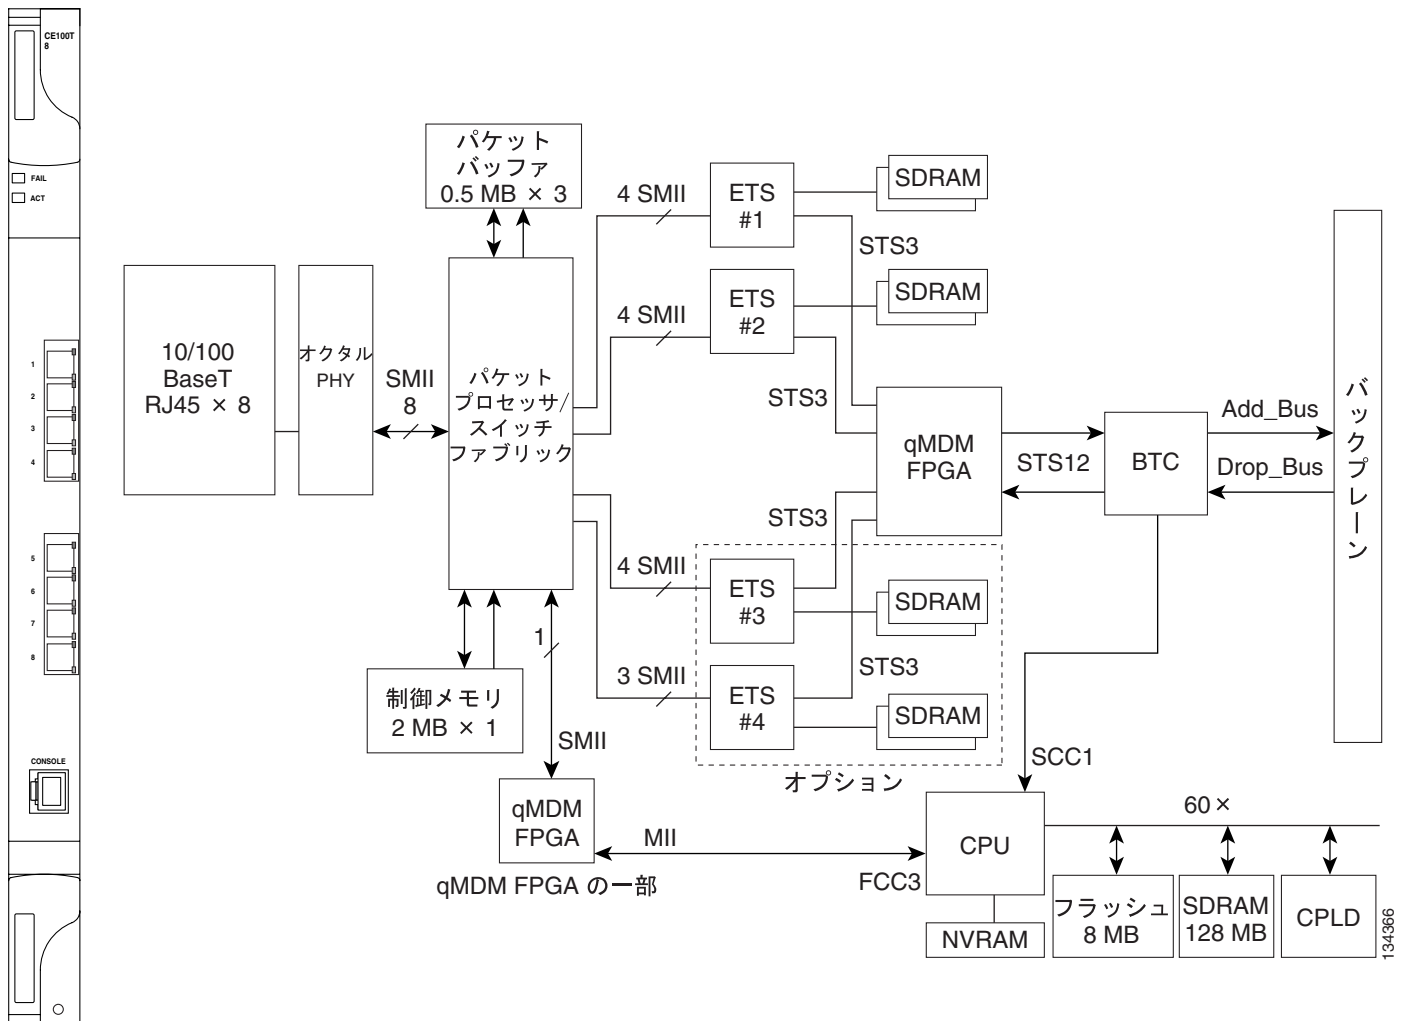 CE100T
8
FAIL
ACT
1
2
3
4
5
6
7
8
CONSOLE
10/100
BaseT
RJ45 × 8
オクタル
PHY
SMII
8
パケット
バッファ
0.5 MB × 3
パケット
プロセッサ/
スイッチ
ファブリック
制御メモリ
2 MB × 1
1
SMII
qMDM
FPGA
qMDM FPGA の一部
4 SMII
ETS
#1
SDRAM
STS3
4 SMII
ETS
#2
SDRAM
STS3
4 SMII
ETS
#3
SDRAM
STS3
3 SMII
ETS
#4
SDRAM
STS3
オプション
qMDM
FPGA
STS12
BTC
Add_Bus
Drop_Bus
バックプレーン
SCC1
CPU
MII
FCC3
NVRAM
60×
フラッシュ
8 MB
SDRAM
128 MB
CPLD
134366